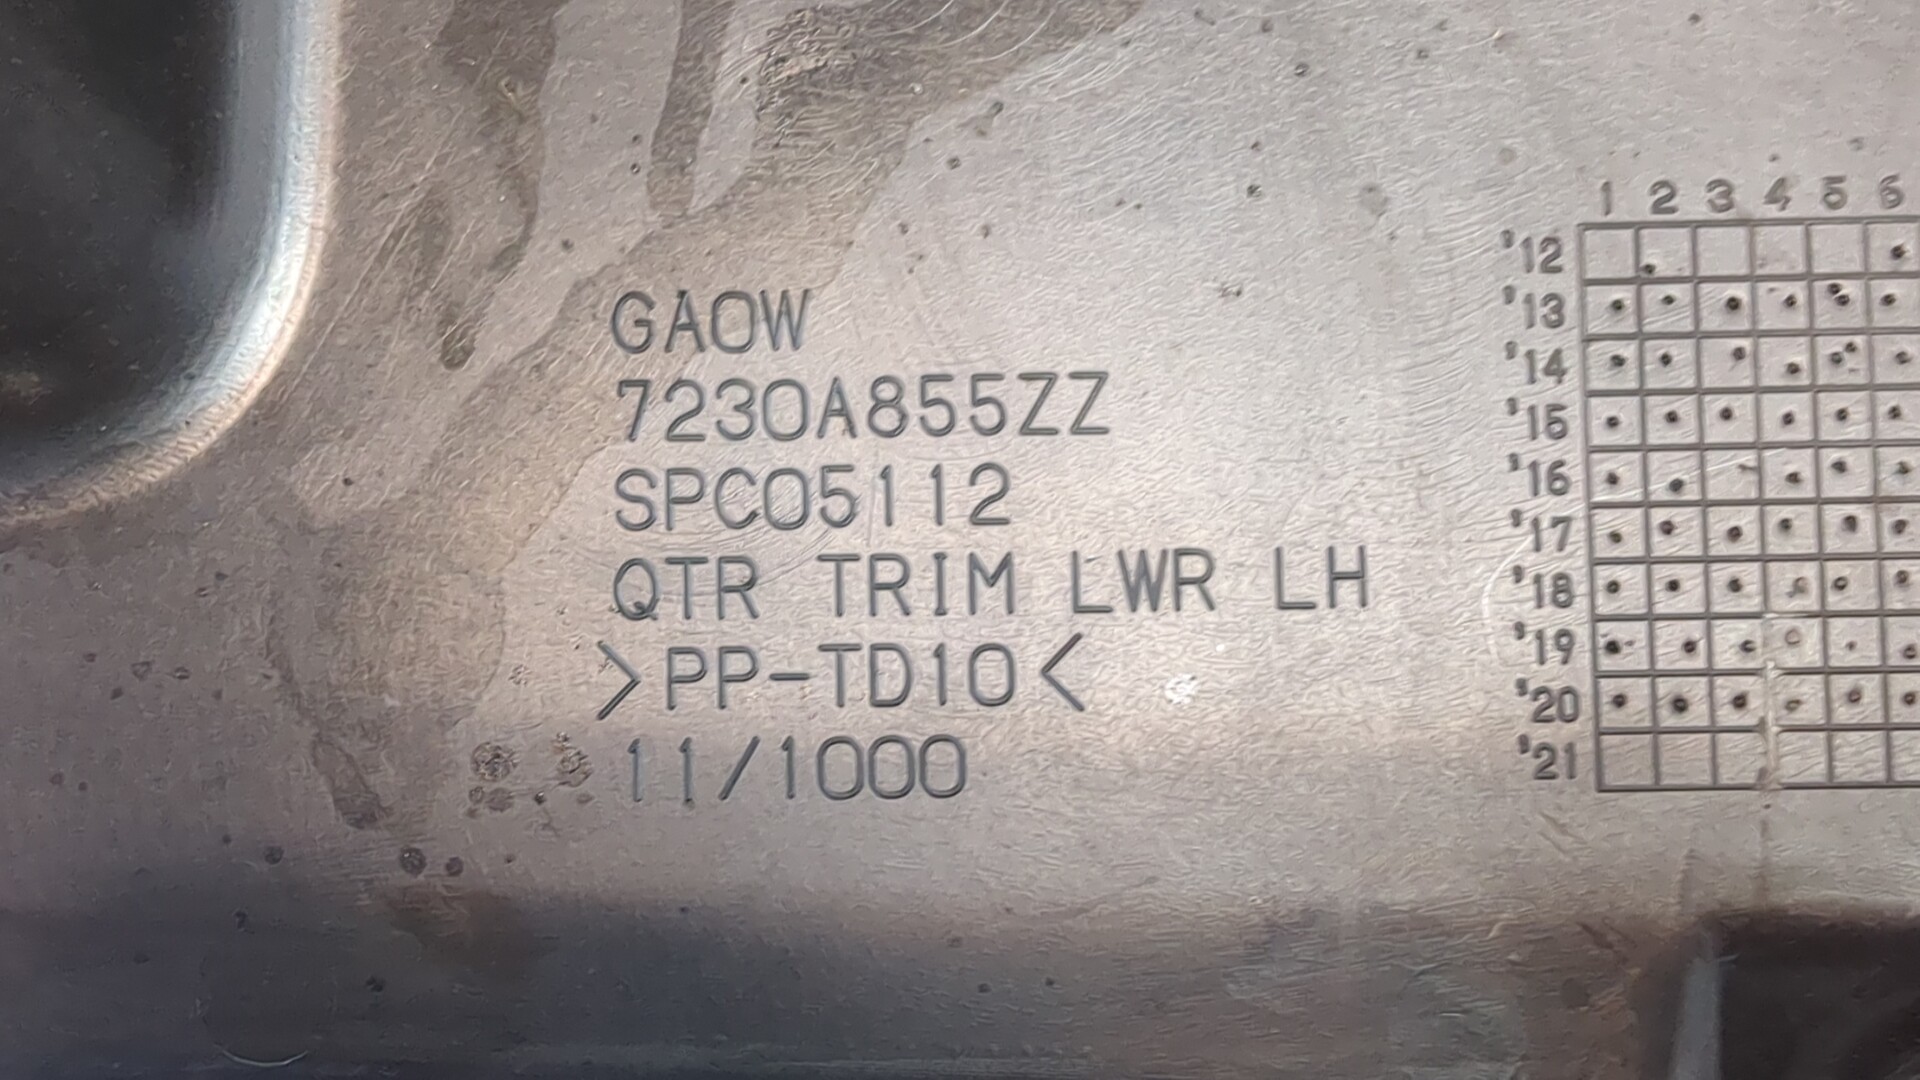 GAOW
7230A855ZZ
SPC05112
QTR TRIM LWR LH
>PP-TD10<
11/1000
1 2 3 4 5 6
'12
'13
'14
'15
'16
'17
'18
'19
'20
'21